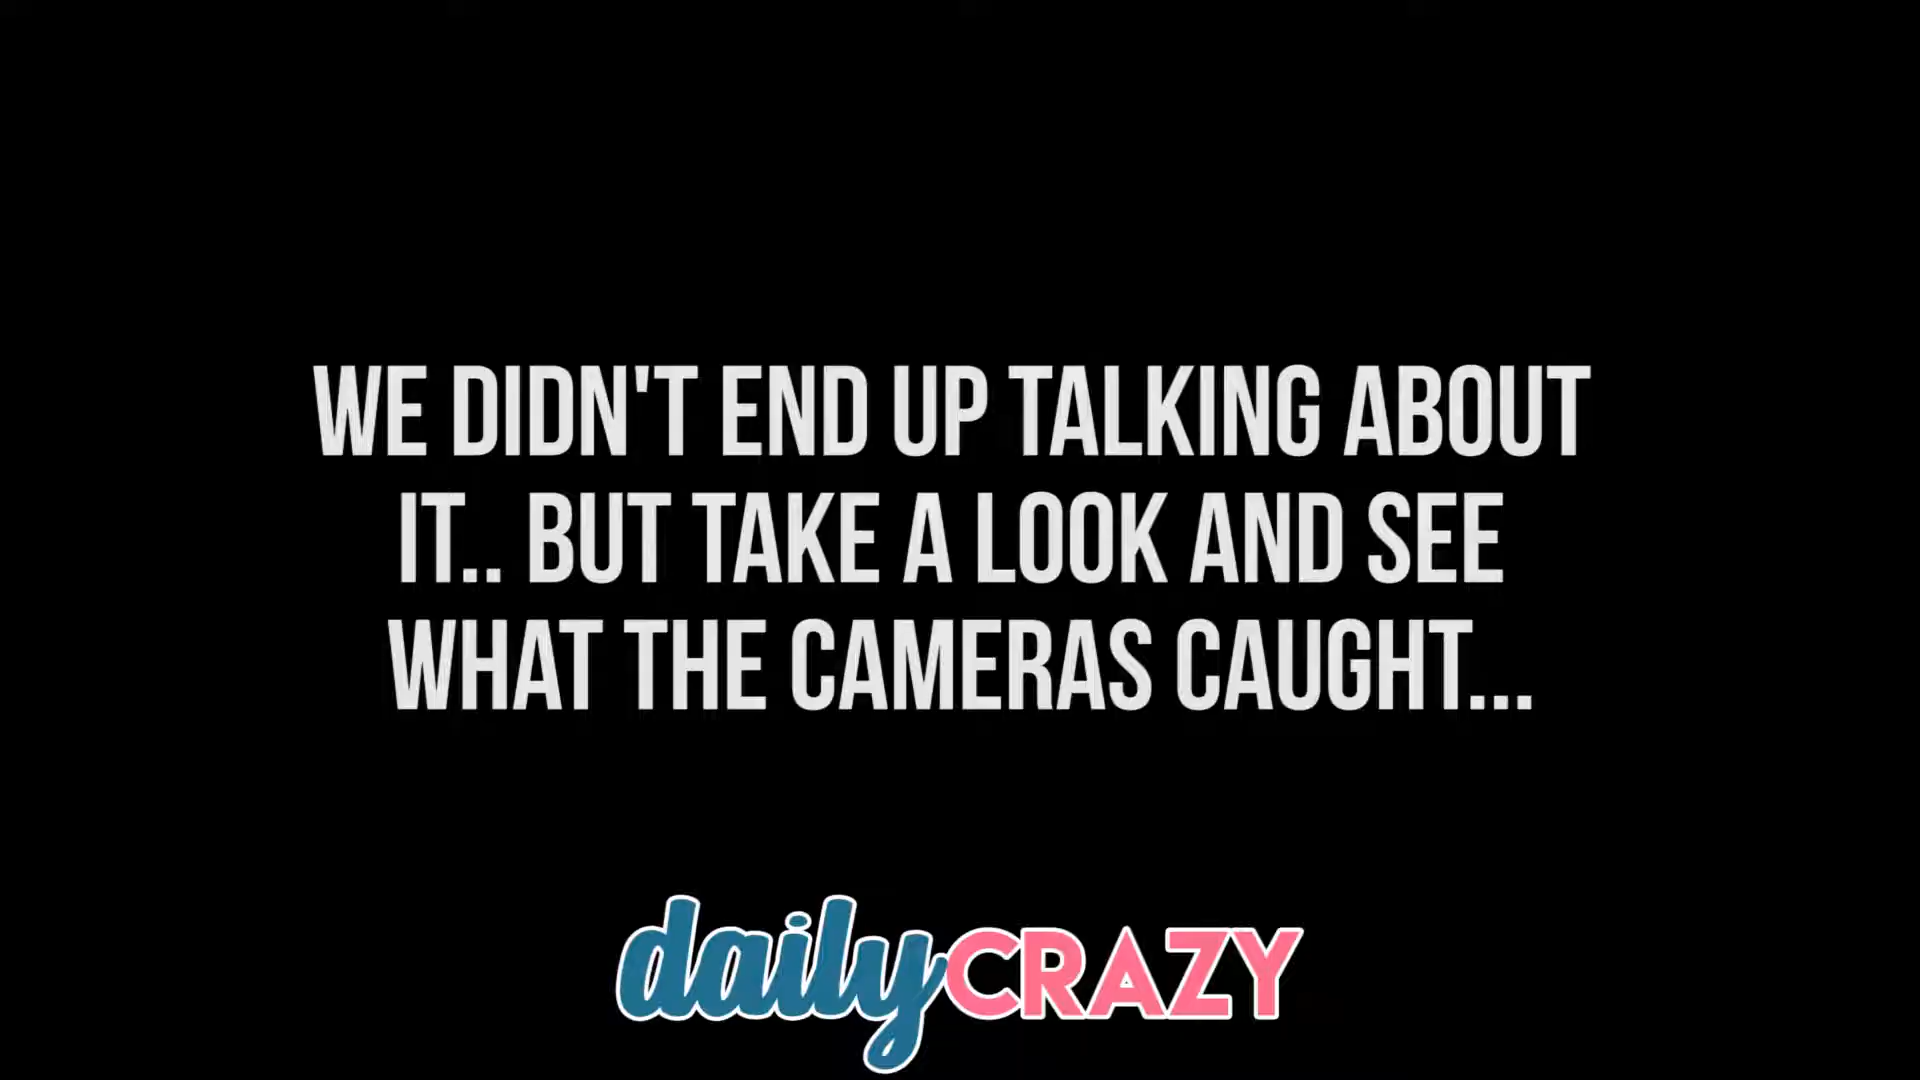 WE DIDN'T END UP TALKING ABOUT
IT.. BUT TAKE A LOOK AND SEE
WHAT THE CAMERAS CAUGHT...
dailyCRAZY